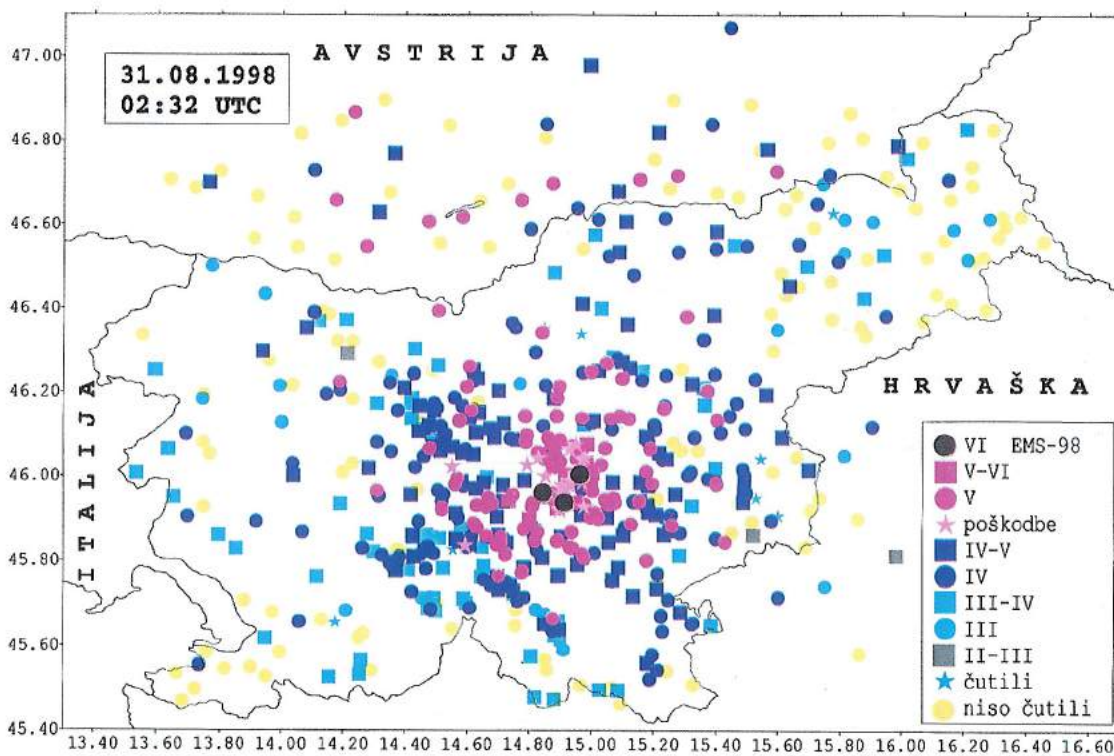 47.00
46.80
46.60
46.40
46.20
46.00
45.80
45.60
45.40
31.08.1998
02:32 UTC
AVSTRIJA
ITALIJA
HRVAŠKA
VI EMS-98
V-VI
V
poškodbe
IV-V
IV
III-IV
III
II-III
čutili
niso čutili
13.40 13.60 13.80 14.00 14.20 14.40 14.60 14.80 15.00 15.20 15.40 15.60 15.80 16.00 16.20 16.40 16.60